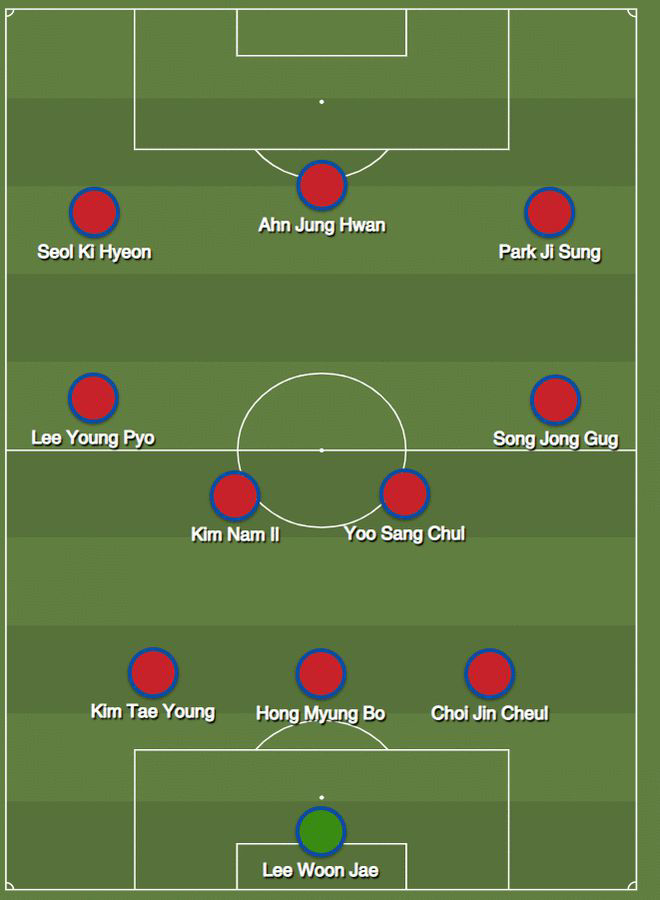 Ahn Jung Hwan
Seol Ki Hyeon
Park Ji Sung
Lee Young Pyo
Song Jong Gug
Kim Nam Il
Yoo Sang Chul
Kim Tae Young
Hong Myung Bo
Choi Jin Cheul
Lee Woon Jae